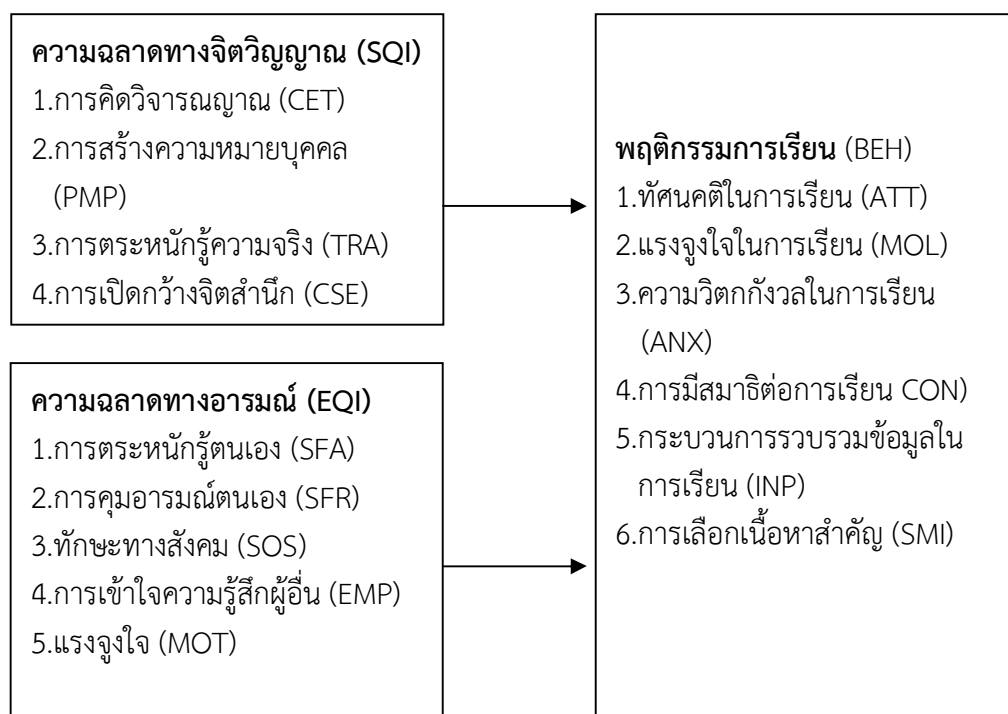 ความฉลาดทางจิตวิญญาณ (SQI)
1.การคิดวิจารณญาณ (CET)
2.การสร้างความหมายบุคคล
(PMP)
3.การตระหนักรู้ความจริง (TRA)
4.การเปิดกว้างจิตสำนึก (CSE)
ความฉลาดทางอารมณ์ (EQI)
1.การตระหนักรู้ตนเอง (SFA)
2.การคุมอารมณ์ตนเอง (SFR)
3.ทักษะทางสังคม (SOS)
4.การเข้าใจความรู้สึกผู้อื่น (EMP)
5.แรงจูงใจ (MOT)
พฤติกรรมการเรียน (BEH)
1.ทัศนคติในการเรียน (ATT)
2.แรงจูงใจในการเรียน (MOL)
3.ความวิตกกังวลในการเรียน
(ANX)
4.การมีสมาธิต่อการเรียน CON)
5.กระบวนการรวบรวมข้อมูลใน
การเรียน (INP)
6.การเลือกเนื้อหาสำคัญ (SMI)